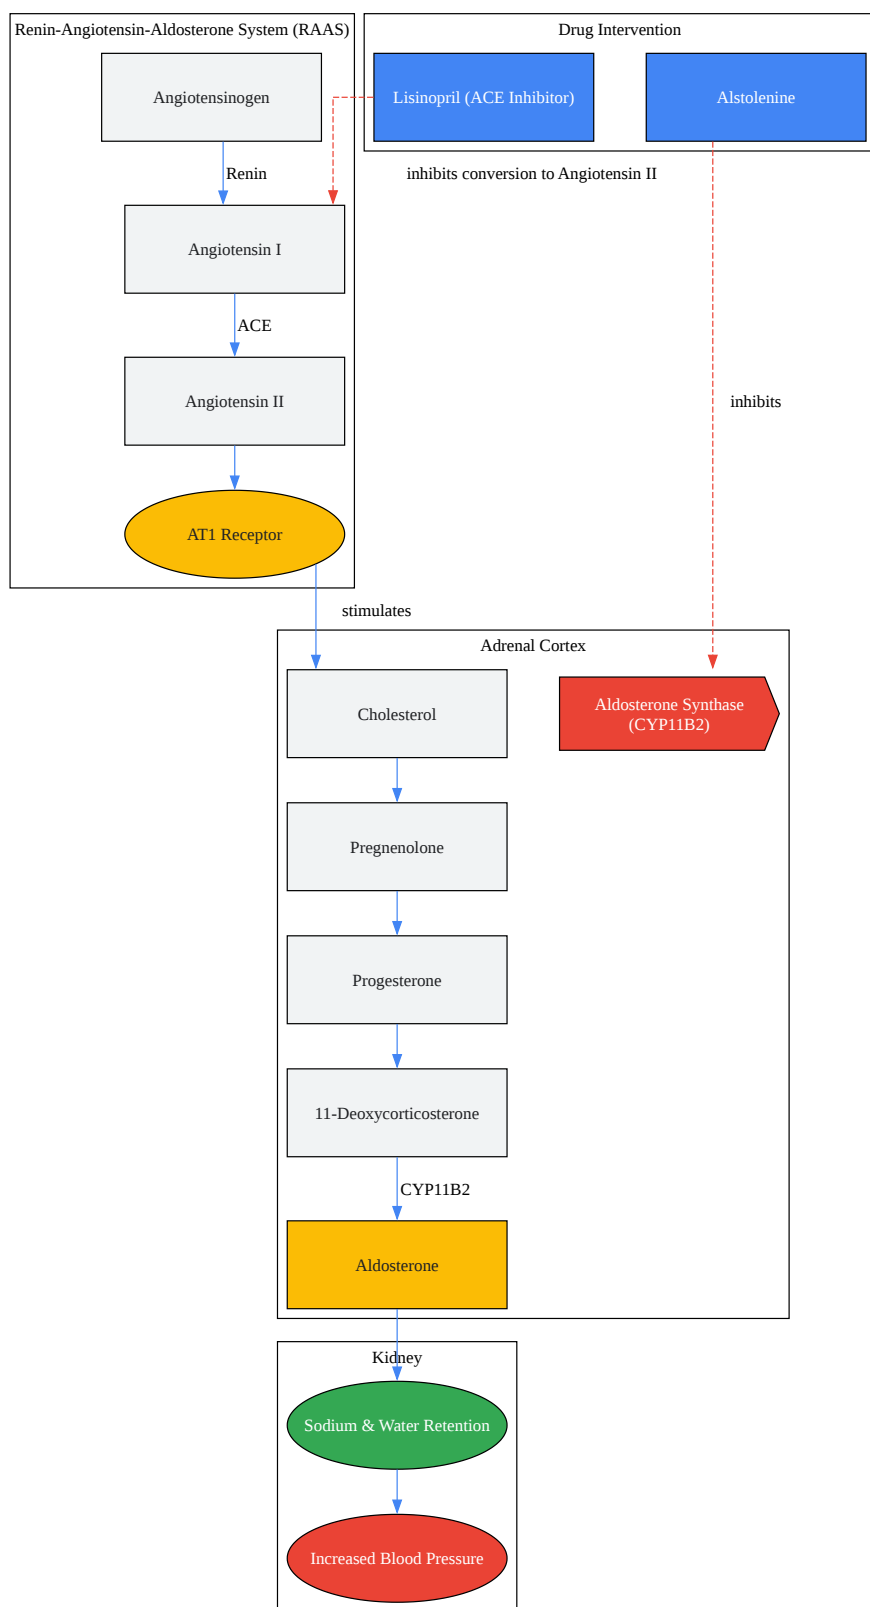 Renin-Angiotensin-Aldosterone System (RAAS)
Drug Intervention
Angiotensinogen
Lisinopril (ACE Inhibitor)
Alstolenine
Renin
inhibits conversion to Angiotensin II
Angiotensin I
ACE
Angiotensin II
inhibits
AT1 Receptor
stimulates
Adrenal Cortex
Cholesterol
Aldosterone Synthase
(CYP11B2)
Pregnenolone
Progesterone
11-Deoxycorticosterone
CYP11B2
Aldosterone
Kidney
Sodium & Water Retention
Increased Blood Pressure